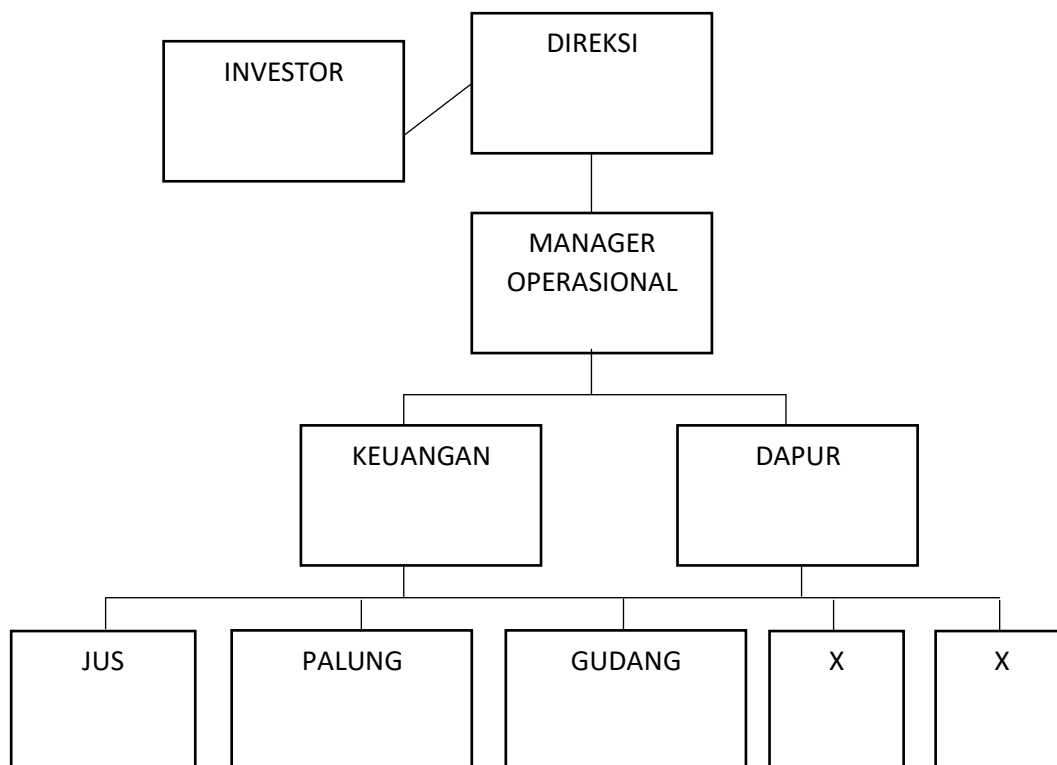 DIREKSI
INVESTOR
MANAGER
OPERASIONAL
KEUANGAN
DAPUR
JUS
PALUNG
GUDANG
X
X